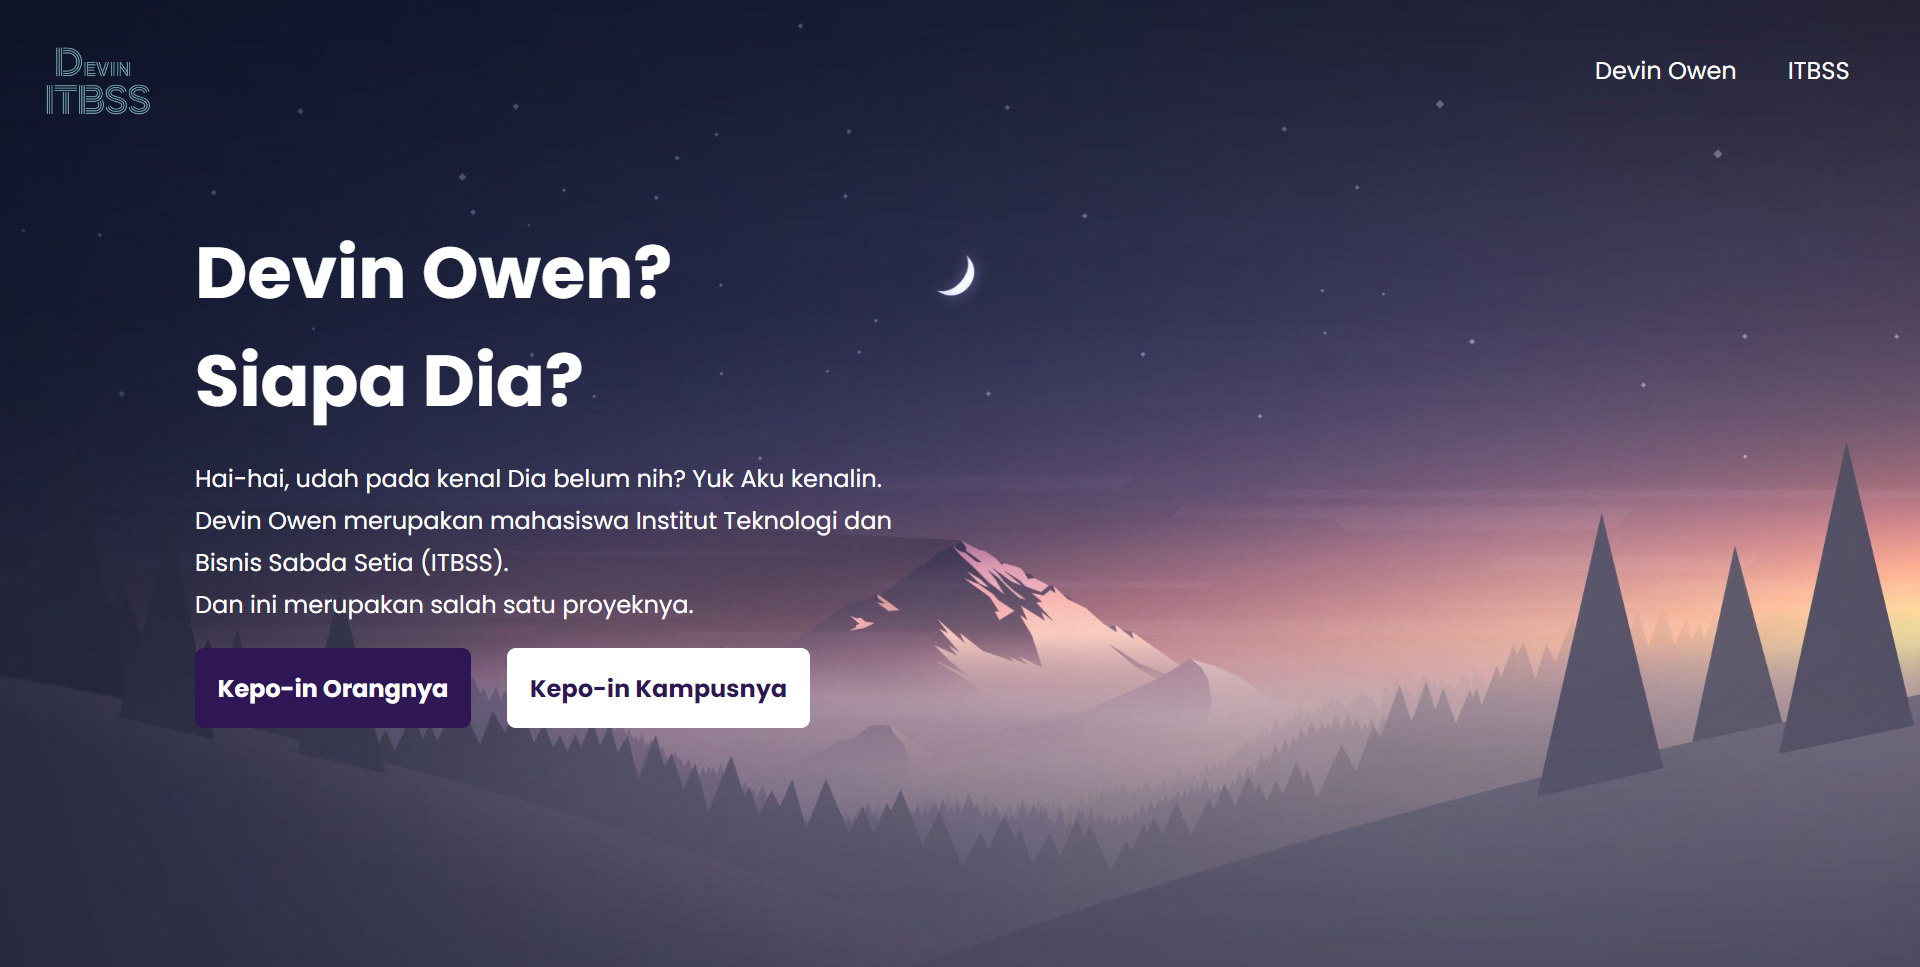 Devin
ITBSS
Devin Owen
ITBSS
Devin Owen?
Siapa Dia?
Hai-hai, udah pada kenal Dia belum nih? Yuk Aku kenalin.
Devin Owen merupakan mahasiswa Institut Teknologi dan
Bisnis Sabda Setia (ITBSS).
Dan ini merupakan salah satu proyeknya.
Kepo-in Orangnya
Kepo-in Kampusnya